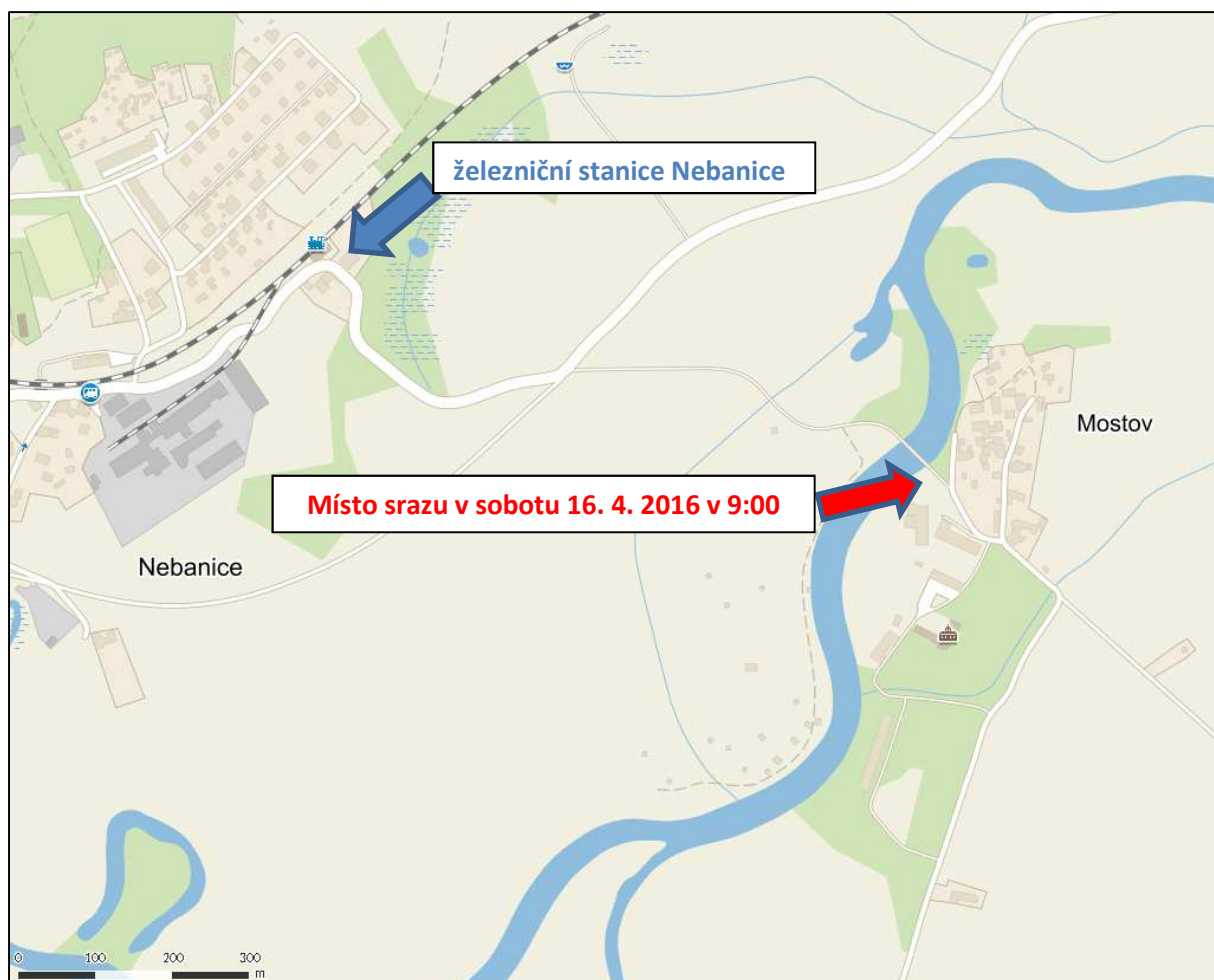 železniční stanice Nebanice
Mostov
Místo srazu v sobotu 16. 4. 2016 v 9:00
Nebanice
0 100 200 300
m